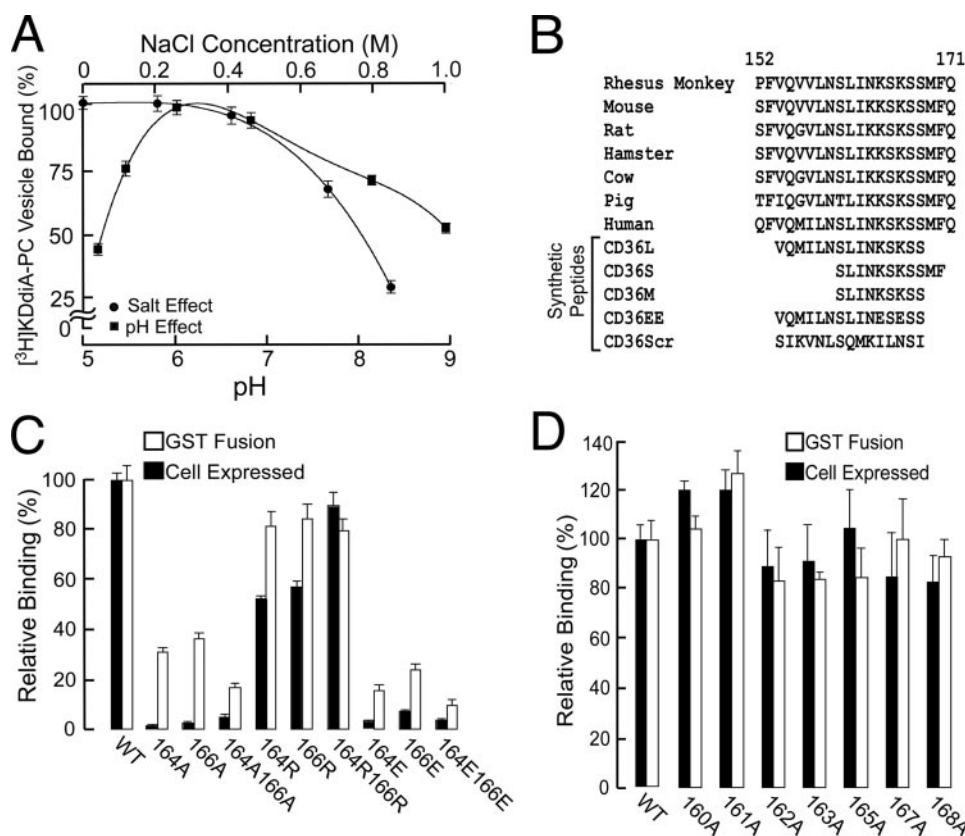 A
NaCl Concentration (M)
0 0.2 0.4 0.6 0.8 1.0
[³H]KDdiA-PC Vesicle Bound (%)
100
75
50
25
0
Salt Effect
pH Effect
5 6 7 8 9
pH
B
152 171
Rhesus Monkey PFVQVVLNSLINKSKSSMFQ
Mouse SFVQVVLNSLIKKSKSSMFQ
Rat SFVQGVLNSLIKKSKSSMFQ
Hamster SFVQVVLNSLIKKSKSSMFQ
Cow SFVQGVLNSLIKKSKSSMFQ
Pig TFIQGVLNTLIKKSKSSMFQ
Human QFVQMILNSLINKSKSSMFQ
Synthetic Peptides
CD36L VQMILNSLINKSKSS
CD36S SLINKSKSSMF
CD36M SLINKSKSS
CD36EE VQMILNSLINESESS
CD36Scr SIKVNLSQMKILNSI
C
GST Fusion
Cell Expressed
Relative Binding (%)
100
80
60
40
20
0
WT 164A 166A 164A166A 164R 166R 164R166R 164E 166E 164E166E
D
GST Fusion
Cell Expressed
Relative Binding (%)
140
120
100
80
60
40
20
0
WT 160A 161A 162A 163A 165A 167A 168A